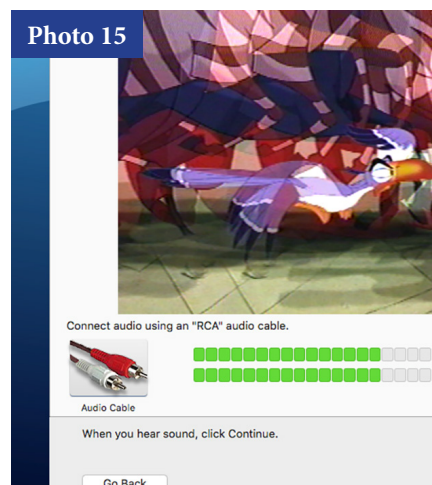 Photo 15
Connect audio using an "RCA" audio cable.
Audio Cable
When you hear sound, click Continue.
Go Back